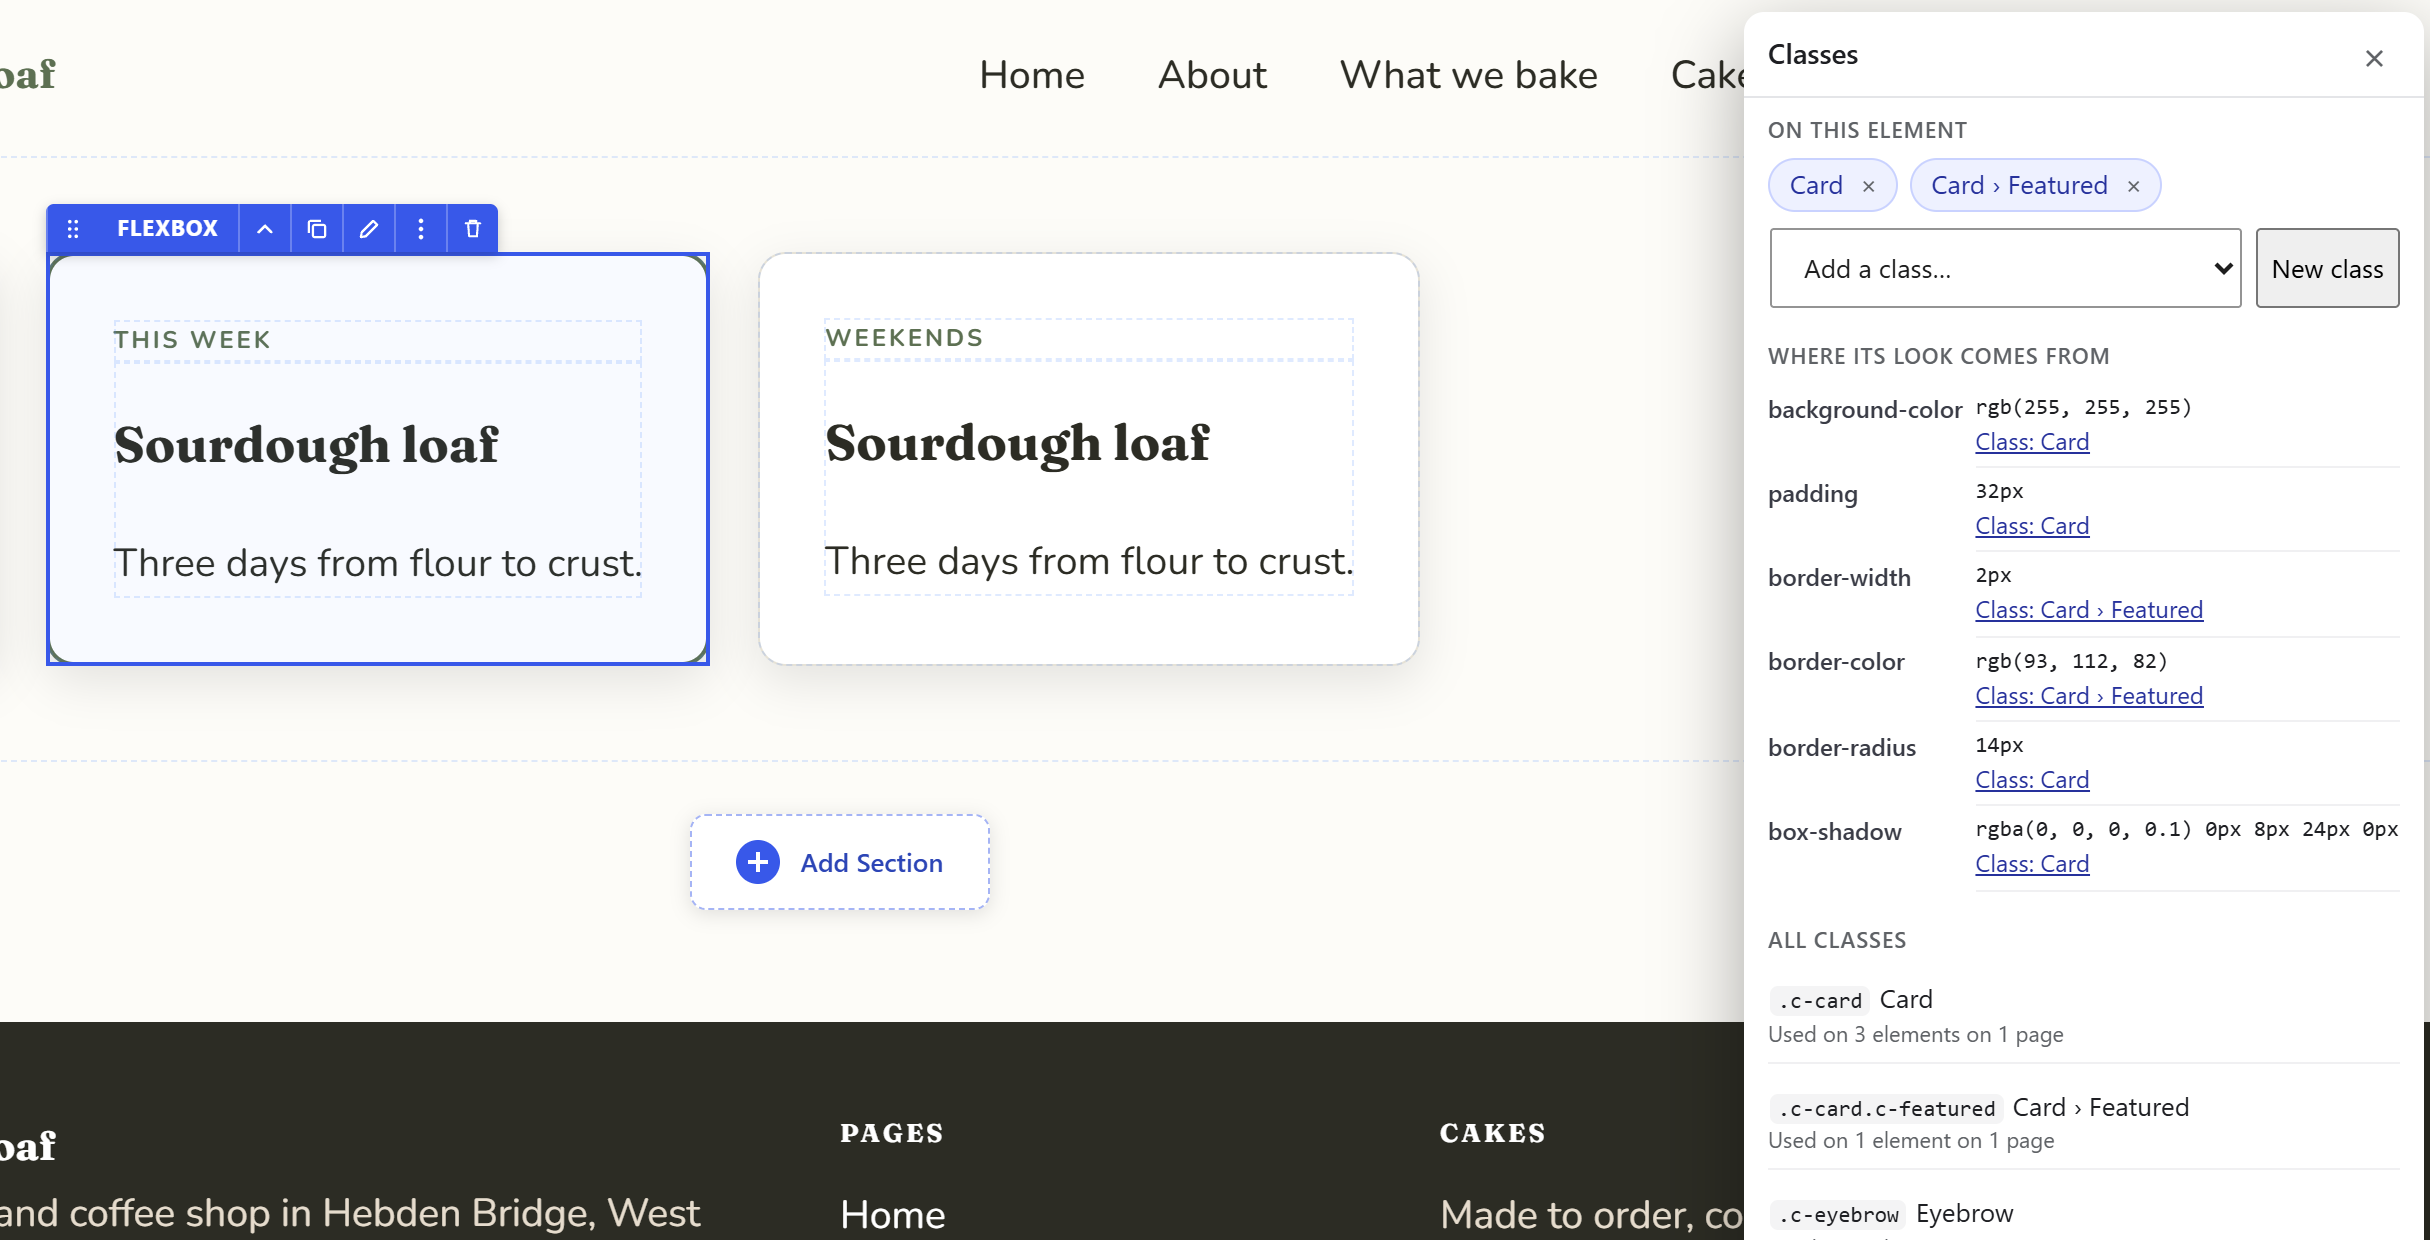 oaf
Home About What we bake Cake
FLEXBOX
THIS WEEK
Sourdough loaf
Three days from flour to crust.
WEEKENDS
Sourdough loaf
Three days from flour to crust.
Add Section
oaf
and coffee shop in Hebden Bridge, West
PAGES
Home
CAKES
Made to order, co
Classes
ON THIS ELEMENT
Card × Card › Featured ×
Add a class... New class
WHERE ITS LOOK COMES FROM
background-color rgb(255, 255, 255)
Class: Card
padding 32px
Class: Card
border-width 2px
Class: Card › Featured
border-color rgb(93, 112, 82)
Class: Card › Featured
border-radius 14px
Class: Card
box-shadow rgba(0, 0, 0, 0.1) 0px 8px 24px 0px
Class: Card
ALL CLASSES
.c-card Card
Used on 3 elements on 1 page
.c-card.c-featured Card › Featured
Used on 1 element on 1 page
.c-eyebrow Eyebrow